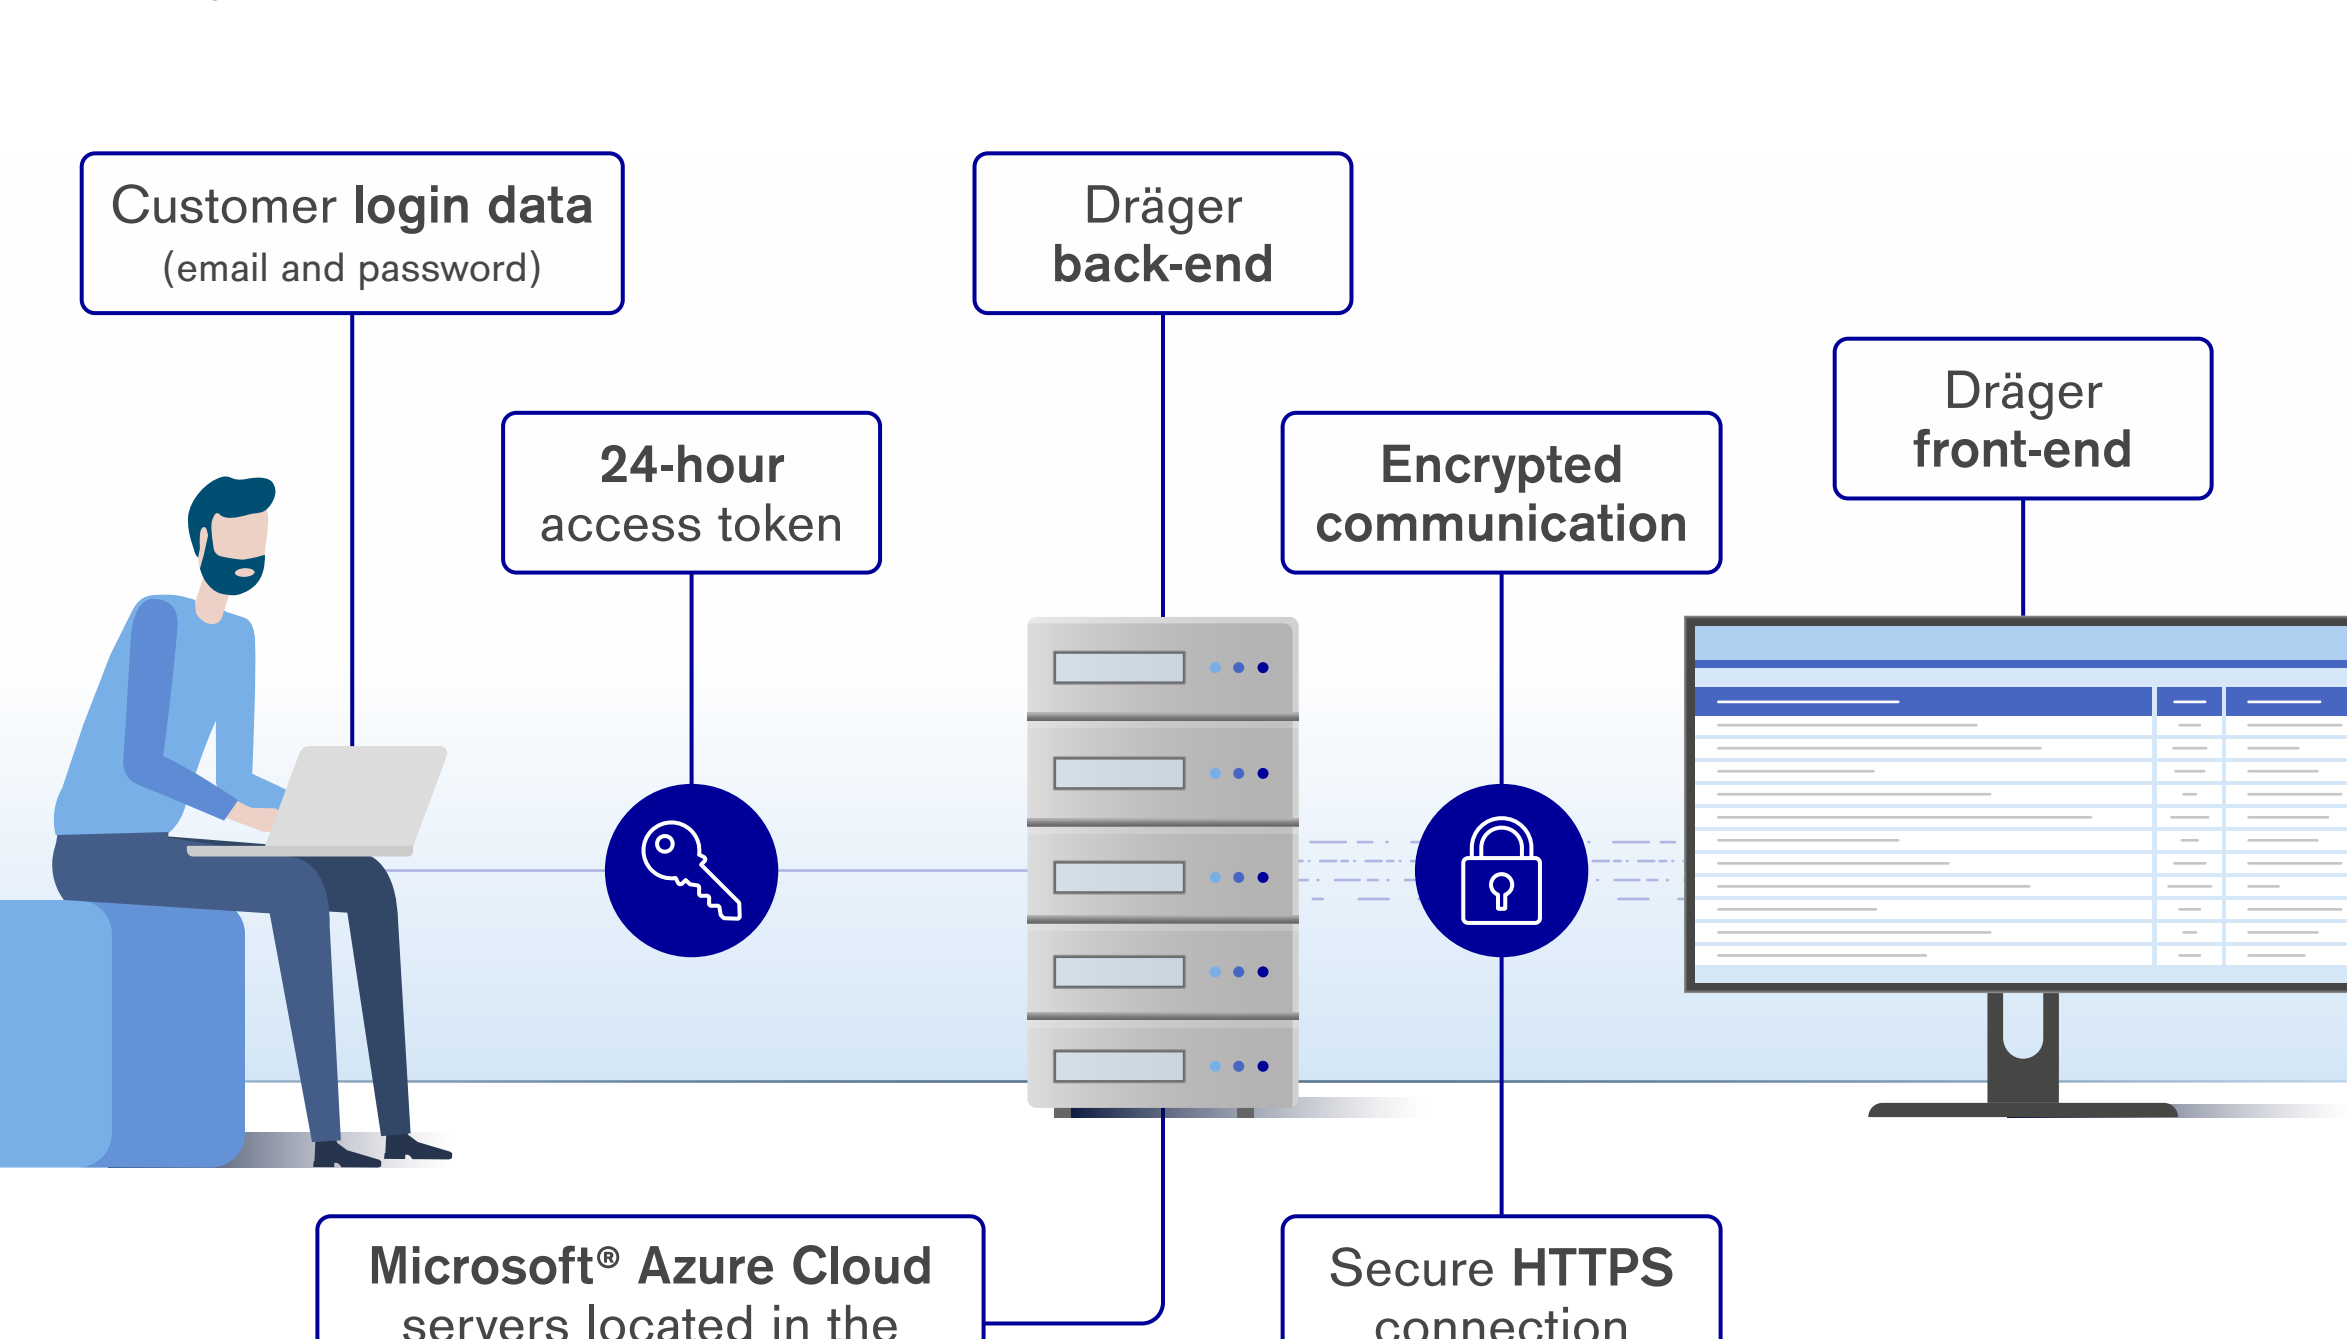 Customer login data
(email and password)
Dräger
back-end
Dräger
front-end
24-hour
access token
Encrypted
communication
Microsoft® Azure Cloud
servers located in the
Secure HTTPS
connection